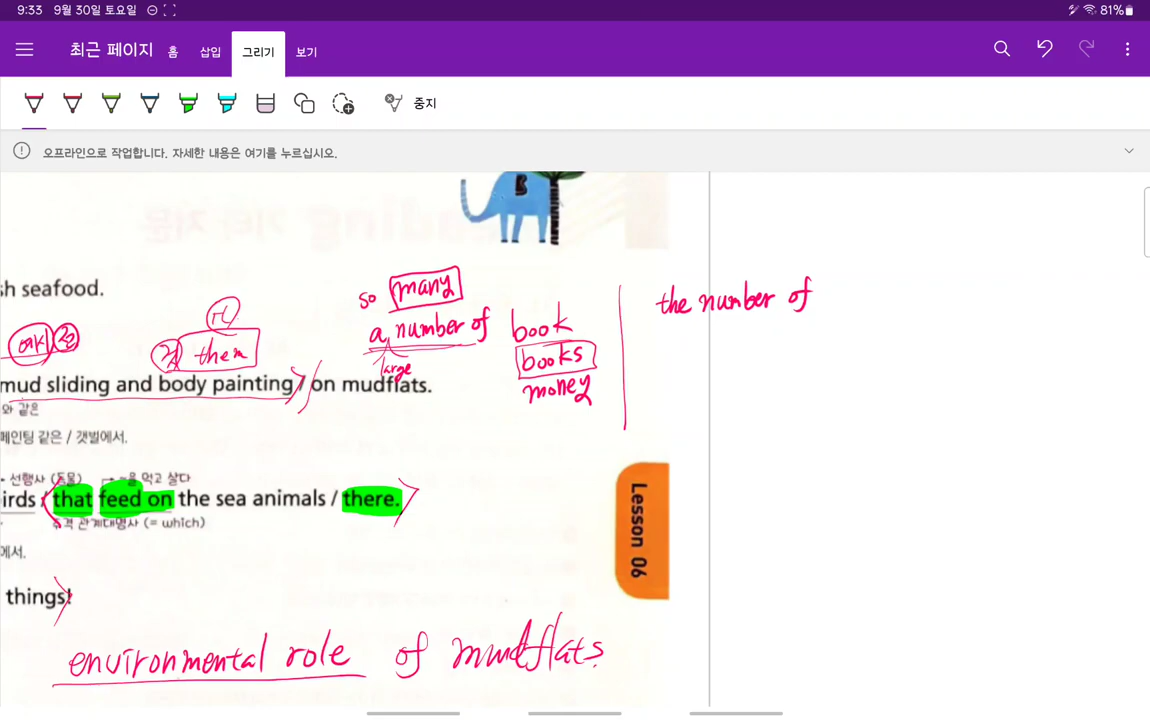 9:33 9월 30일 토요일 81%
최근 페이지 홈 삽입 그리기 보기
중지
오프라인으로 작업합니다. 자세한 내용은 여기를 누르십시오.
B
sh seafood.
so many
the number of
a number of book
large
books
money
them
mud sliding and body painting / on mudflats.
와 같은
페인팅 같은 / 갯벌에서.
선행사 (동물) ~을 먹고 살다
irds / that feed on the sea animals / there.
주격 관계대명사 (= which)
에서.
things!
Lesson 06
environmental role of mudflats